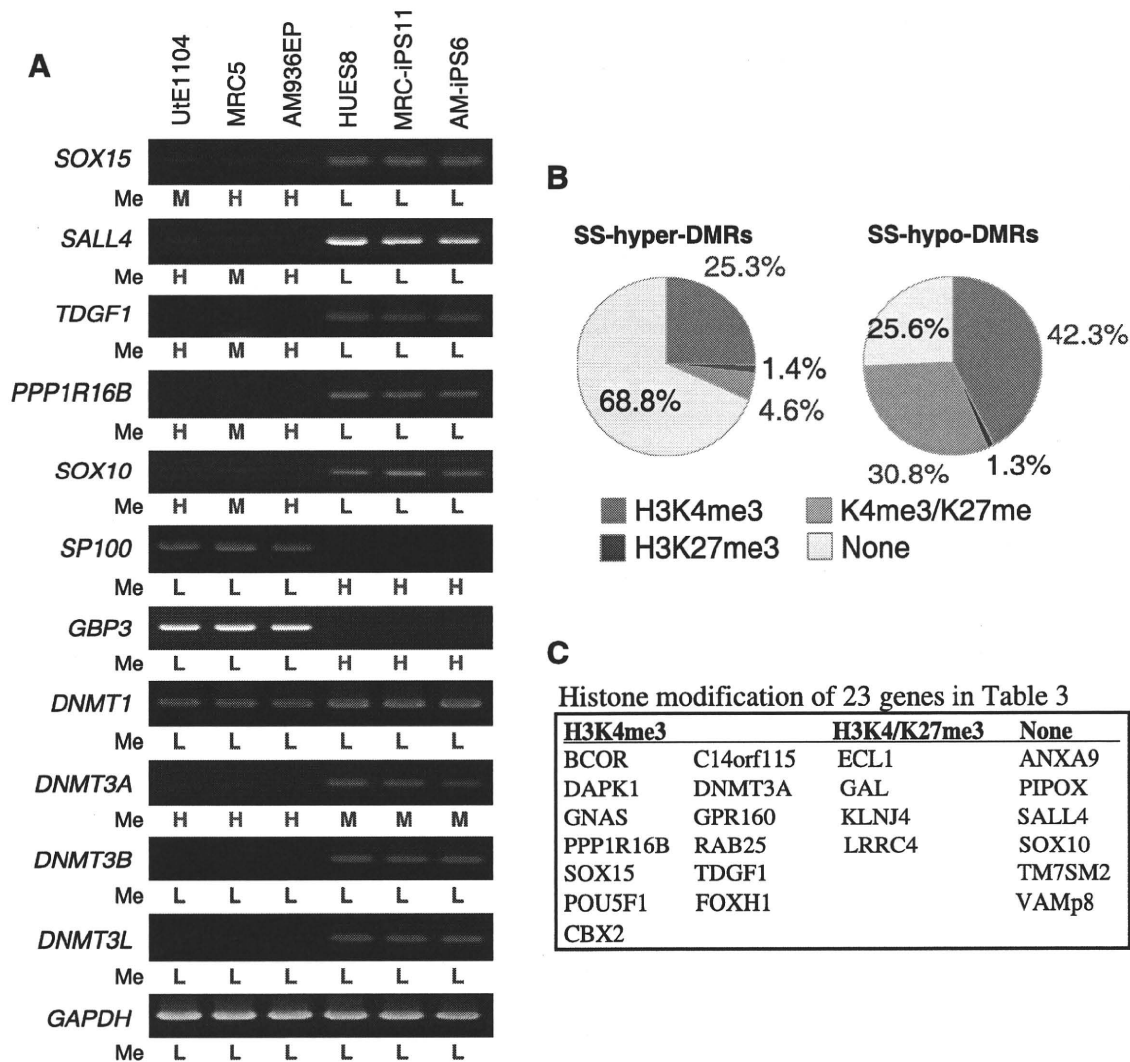 A
UtE1104 MRC5 AM936EP HUES8 MRC-iPS11 AM-iPS6
SOX15
Me M H H L L L
SALL4
Me H M H L L L
TDGF1
Me H M H L L L
PPP1R16B
Me H M H L L L
SOX10
Me H M H L L L
SP100
Me L L L H H H
GBP3
Me L L L H H H
DNMT1
Me L L L L L L
DNMT3A
Me H H H M M M
DNMT3B
Me L L L L L L
DNMT3L
Me L L L L L L
GAPDH
Me L L L L L L
B
SS-hyper-DMRs SS-hypo-DMRs
25.3%
1.4%
4.6%
68.8%
25.6%
42.3%
1.3%
30.8%
H3K4me3 K4me3/K27me
H3K27me3 None
C
Histone modification of 23 genes in Table 3
H3K4me3 H3K4/K27me3 None
BCOR C14orf115 ECL1 ANXA9
DAPK1 DNMT3A GAL PIPOX
GNAS GPR160 KLNJ4 SALL4
PPP1R16B RAB25 LRRC4 SOX10
SOX15 TDGF1 TM7SM2
POU5F1 FOXH1 VAMp8
CBX2